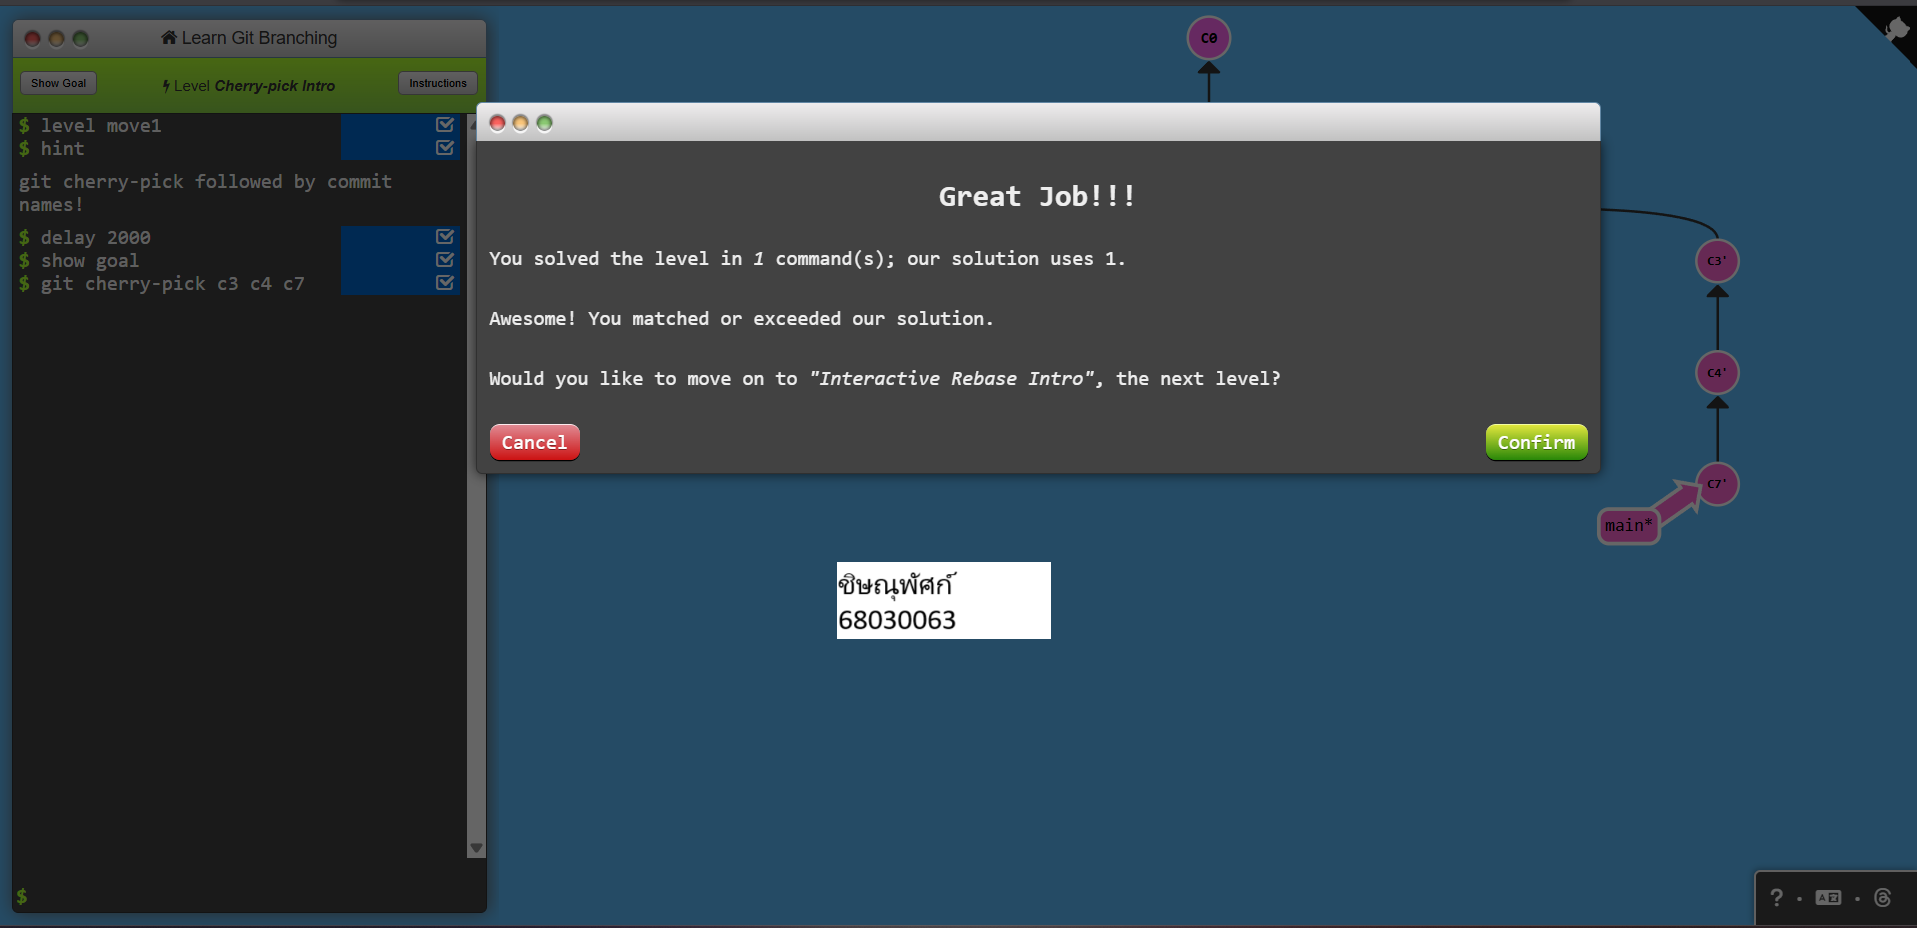 Learn Git Branching
Show Goal
Level Cherry-pick Intro
Instructions
$ level move1
$ hint
git cherry-pick followed by commit
names!
$ delay 2000
$ show goal
$ git cherry-pick c3 c4 c7
$
C0
Great Job!!!
You solved the level in 1 command(s); our solution uses 1.
Awesome! You matched or exceeded our solution.
Would you like to move on to "Interactive Rebase Intro", the next level?
Cancel
Confirm
C3'
C4'
C7'
main*
ชิษณุพัศก์
68030063
? · A ·